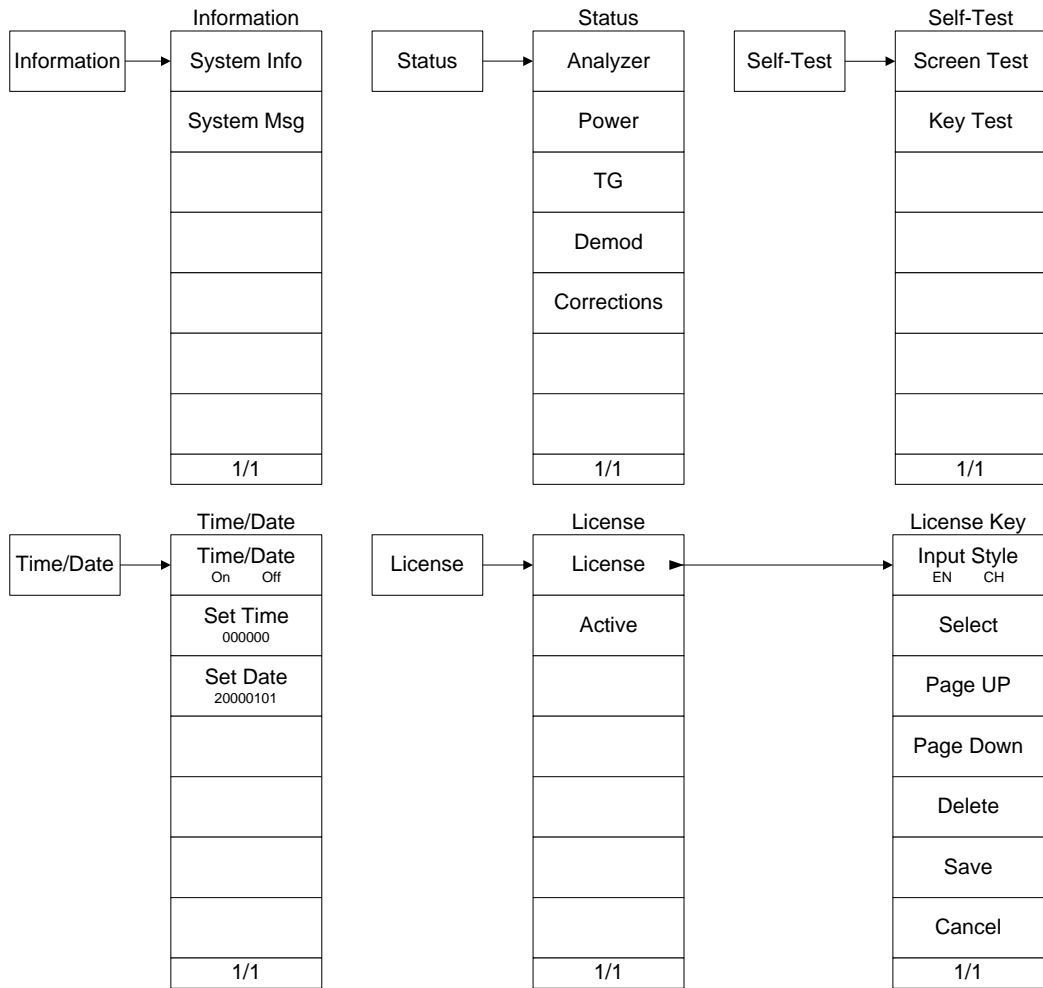 Information
Information
System Info
System Msg
1/1
Status
Status
Analyzer
Power
TG
Demod
Corrections
1/1
Self-Test
Self-Test
Screen Test
Key Test
1/1
Time/Date
Time/Date
Time/Date
On Off
Set Time
000000
Set Date
20000101
1/1
License
License
License
Active
1/1
License Key
Input Style
EN CH
Select
Page UP
Page Down
Delete
Save
Cancel
1/1